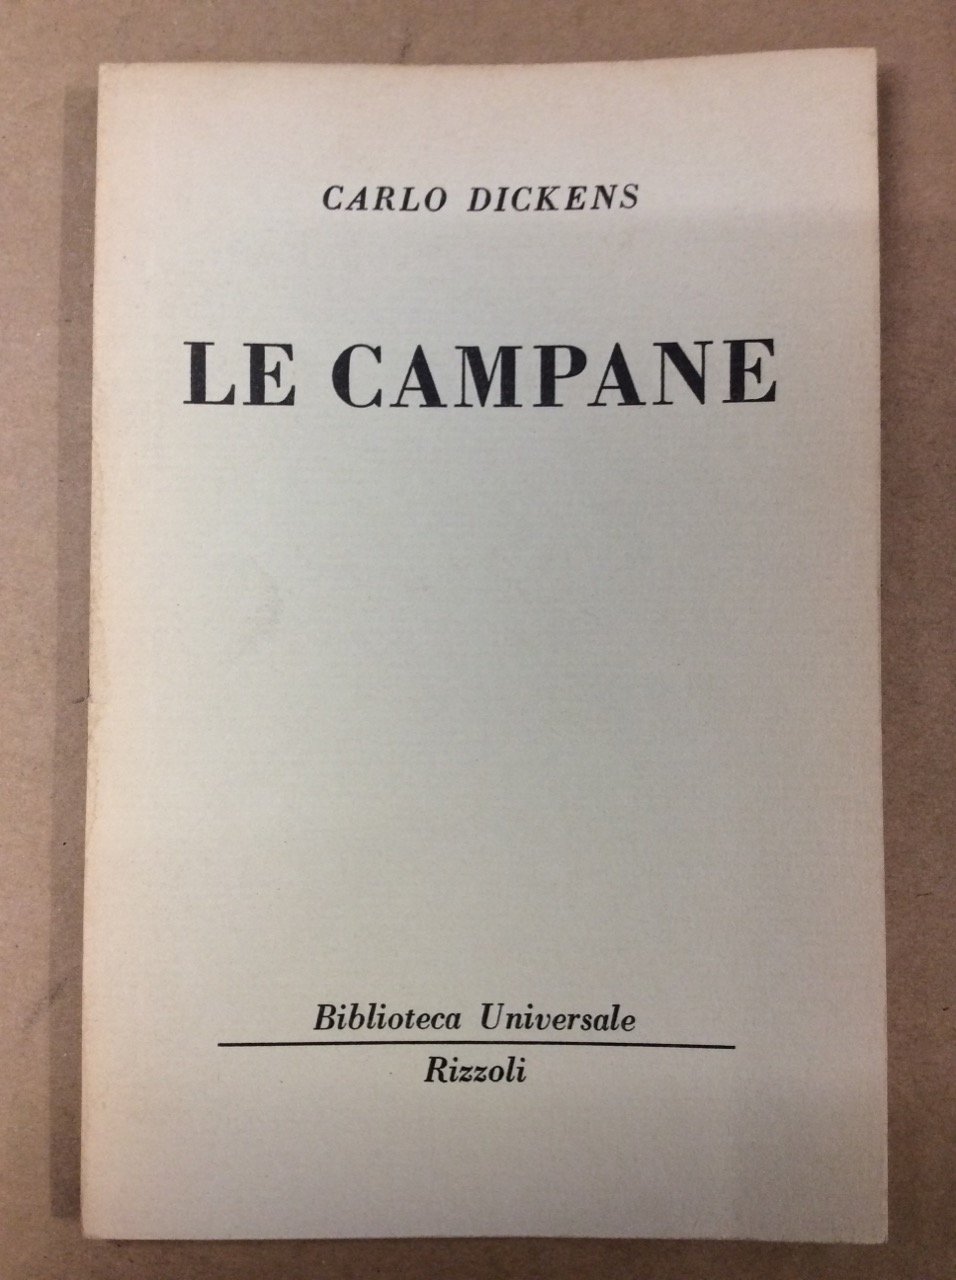 CARLO DICKENS
LE CAMPANE
Biblioteca Universale
Rizzoli